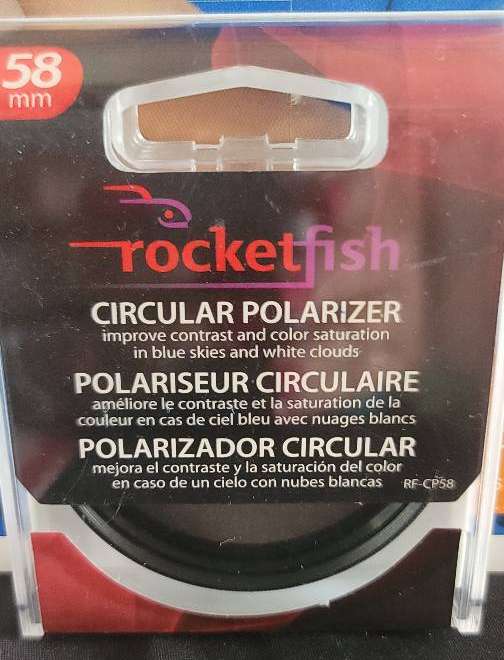 58
mm
rocketfish
CIRCULAR POLARIZER
improve contrast and color saturation
in blue skies and white clouds
POLARISEUR CIRCULAIRE
améliore le contraste et la saturation de la
couleur en cas de ciel bleu avec nuages blancs
POLARIZADOR CIRCULAR
mejora el contraste y la saturación del color
en caso de un cielo con nubes blancas
RF-CP58